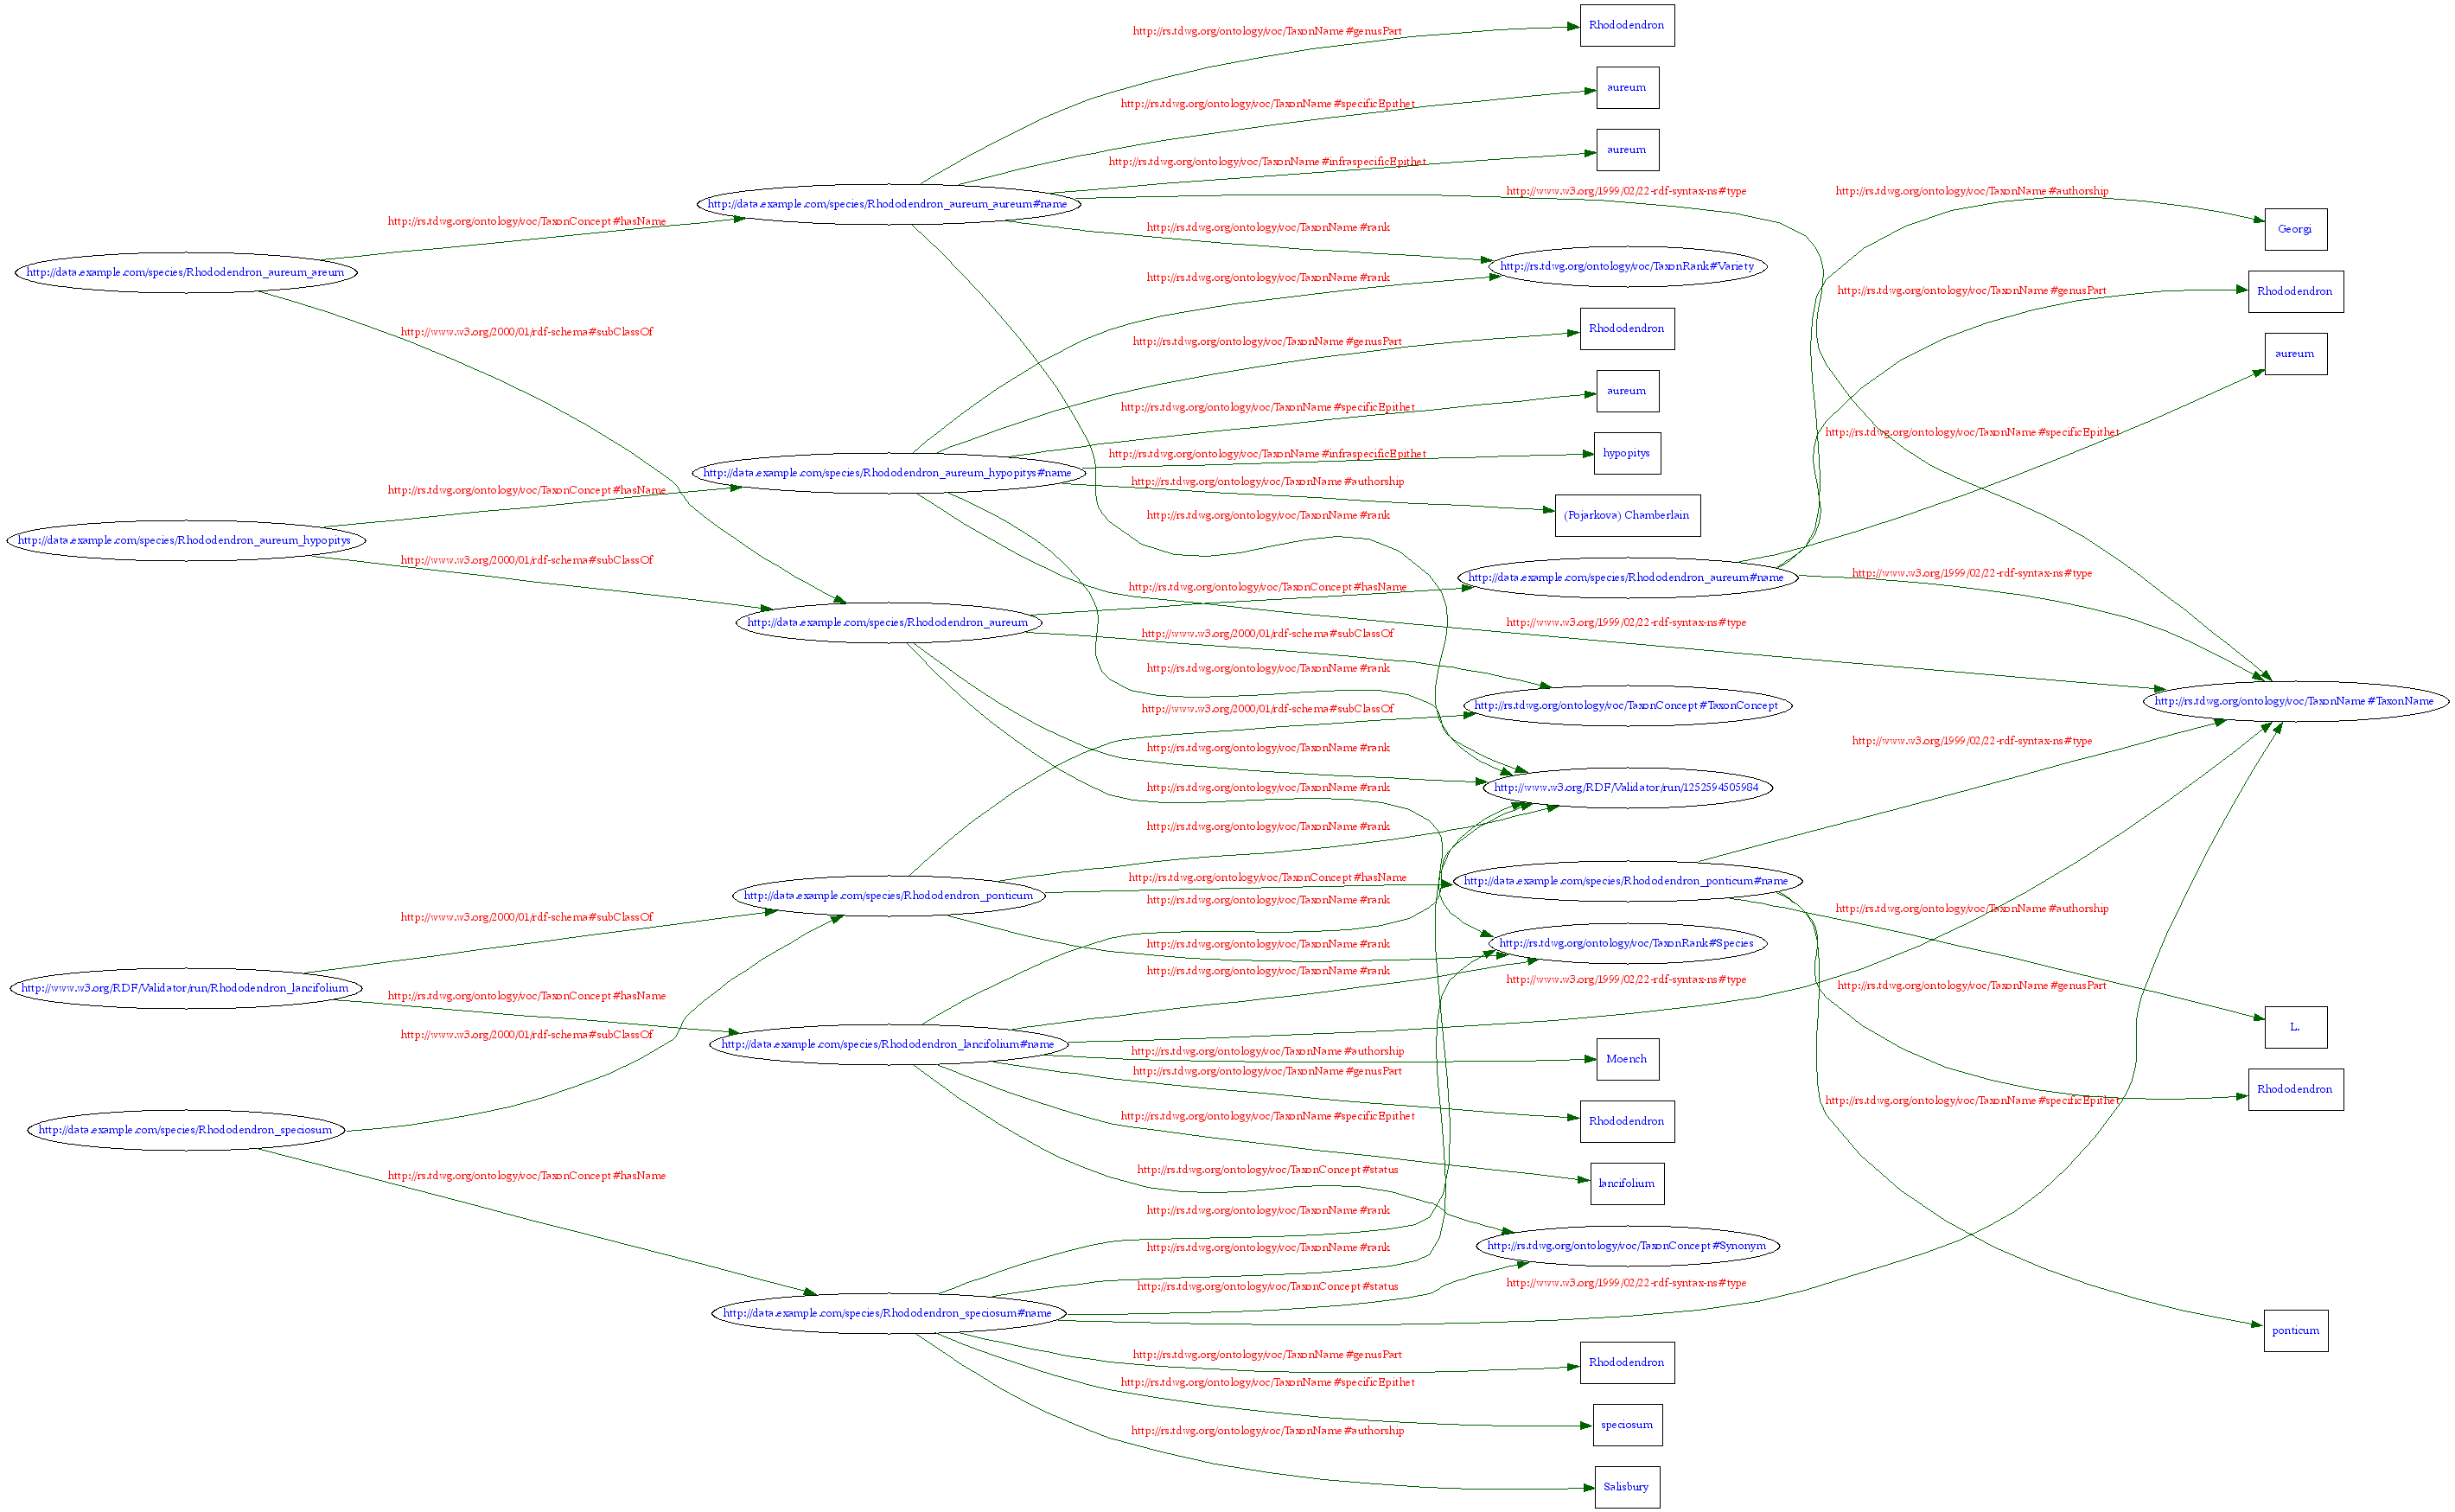 http://rs.tdwg.org/ontology/voc/TaxonName#genusPart
Rhododendron
http://rs.tdwg.org/ontology/voc/TaxonName#specificEpithet
aureum
http://rs.tdwg.org/ontology/voc/TaxonName#infraspecificEpithet
aureum
http://www.w3.org/1999/02/22-rdf-syntax-ns#type
http://rs.tdwg.org/ontology/voc/TaxonName#authorship
http://data.example.com/species/Rhododendron_aureum_aureum#name
http://rs.tdwg.org/ontology/voc/TaxonConcept#hasName
http://rs.tdwg.org/ontology/voc/TaxonName#rank
Georgi
http://data.example.com/species/Rhododendron_aureum_areum
http://rs.tdwg.org/ontology/voc/TaxonRank#Variety
http://rs.tdwg.org/ontology/voc/TaxonName#rank
http://rs.tdwg.org/ontology/voc/TaxonName#genusPart
Rhododendron
http://www.w3.org/2000/01/rdf-schema#subClassOf
http://rs.tdwg.org/ontology/voc/TaxonName#genusPart
Rhododendron
aureum
http://rs.tdwg.org/ontology/voc/TaxonName#specificEpithet
aureum
http://rs.tdwg.org/ontology/voc/TaxonName#specificEpithet
http://rs.tdwg.org/ontology/voc/TaxonName#infraspecificEpithet
hypopitys
http://data.example.com/species/Rhododendron_aureum_hypopitys#name
http://rs.tdwg.org/ontology/voc/TaxonName#authorship
http://rs.tdwg.org/ontology/voc/TaxonConcept#hasName
http://rs.tdwg.org/ontology/voc/TaxonName#rank
(Pojarkova) Chamberlain
http://data.example.com/species/Rhododendron_aureum_hypopitys
http://www.w3.org/2000/01/rdf-schema#subClassOf
http://rs.tdwg.org/ontology/voc/TaxonConcept#hasName
http://data.example.com/species/Rhododendron_aureum#name
http://www.w3.org/1999/02/22-rdf-syntax-ns#type
http://data.example.com/species/Rhododendron_aureum
http://www.w3.org/1999/02/22-rdf-syntax-ns#type
http://www.w3.org/2000/01/rdf-schema#subClassOf
http://rs.tdwg.org/ontology/voc/TaxonName#rank
http://rs.tdwg.org/ontology/voc/TaxonName#TaxonName
http://www.w3.org/2000/01/rdf-schema#subClassOf
http://rs.tdwg.org/ontology/voc/TaxonConcept#TaxonConcept
http://rs.tdwg.org/ontology/voc/TaxonName#rank
http://www.w3.org/1999/02/22-rdf-syntax-ns#type
http://rs.tdwg.org/ontology/voc/TaxonName#rank
http://www.w3.org/RDF/Validator/run/1252594505984
http://rs.tdwg.org/ontology/voc/TaxonName#rank
http://rs.tdwg.org/ontology/voc/TaxonConcept#hasName
http://data.example.com/species/Rhododendron_ponticum#name
http://data.example.com/species/Rhododendron_ponticum
http://rs.tdwg.org/ontology/voc/TaxonName#rank
http://rs.tdwg.org/ontology/voc/TaxonName#authorship
http://www.w3.org/2000/01/rdf-schema#subClassOf
http://rs.tdwg.org/ontology/voc/TaxonName#rank
http://rs.tdwg.org/ontology/voc/TaxonRank#Species
http://rs.tdwg.org/ontology/voc/TaxonName#rank
http://www.w3.org/1999/02/22-rdf-syntax-ns#type
http://rs.tdwg.org/ontology/voc/TaxonName#genusPart
http://www.w3.org/RDF/Validator/run/Rhododendron_lancifolium
http://rs.tdwg.org/ontology/voc/TaxonConcept#hasName
L.
http://www.w3.org/2000/01/rdf-schema#subClassOf
http://data.example.com/species/Rhododendron_lancifolium#name
http://rs.tdwg.org/ontology/voc/TaxonName#authorship
Moench
http://rs.tdwg.org/ontology/voc/TaxonName#genusPart
Rhododendron
http://rs.tdwg.org/ontology/voc/TaxonName#specificEpithet
http://rs.tdwg.org/ontology/voc/TaxonName#specificEpithet
Rhododendron
http://data.example.com/species/Rhododendron_speciosum
http://rs.tdwg.org/ontology/voc/TaxonConcept#status
http://rs.tdwg.org/ontology/voc/TaxonConcept#hasName
lancifolium
http://rs.tdwg.org/ontology/voc/TaxonName#rank
http://rs.tdwg.org/ontology/voc/TaxonName#rank
http://rs.tdwg.org/ontology/voc/TaxonConcept#Synonym
http://rs.tdwg.org/ontology/voc/TaxonConcept#status
http://www.w3.org/1999/02/22-rdf-syntax-ns#type
http://data.example.com/species/Rhododendron_speciosum#name
ponticum
http://rs.tdwg.org/ontology/voc/TaxonName#genusPart
Rhododendron
http://rs.tdwg.org/ontology/voc/TaxonName#specificEpithet
speciosum
http://rs.tdwg.org/ontology/voc/TaxonName#authorship
Salisbury